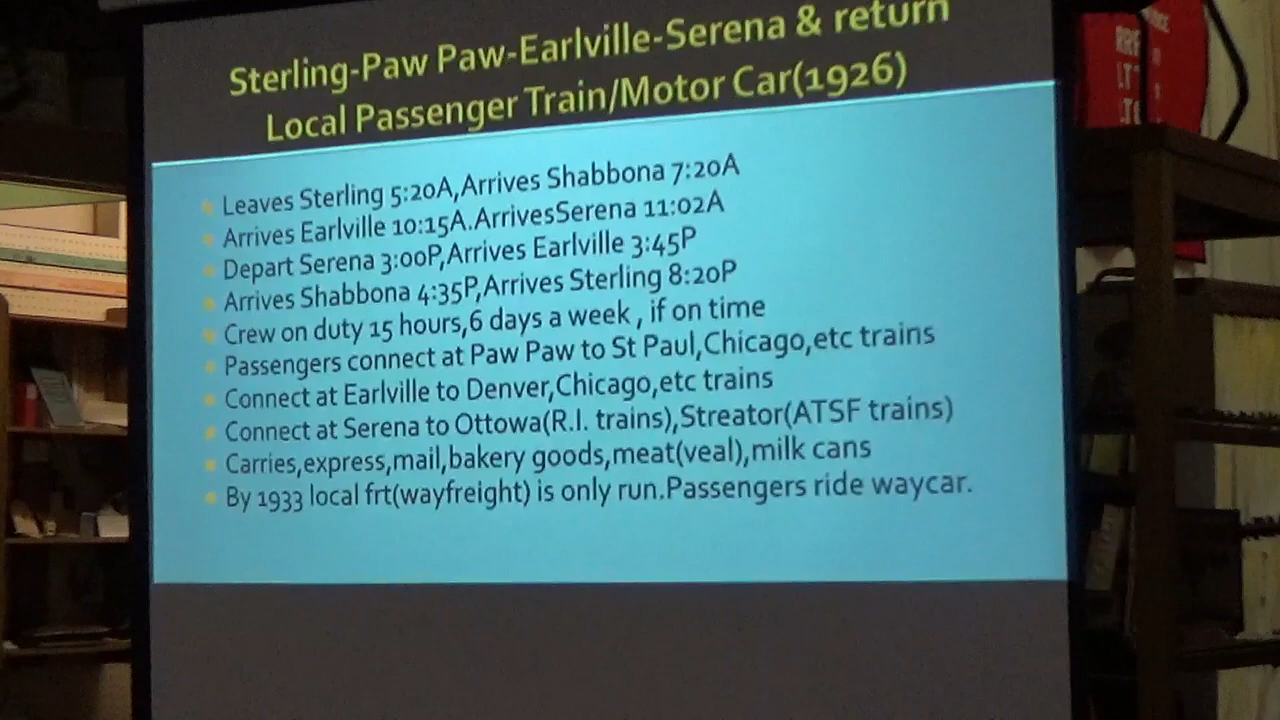 Sterling-Paw Paw-Earlville-Serena & return
Local Passenger Train/Motor Car(1926)
Leaves Sterling 5:20A,Arrives Shabbona 7:20A
Arrives Earlville 10:15A.ArrivesSerena 11:02A
Depart Serena 3:00P,Arrives Earlville 3:45P
Arrives Shabbona 4:35P,Arrives Sterling 8:20P
Crew on duty 15 hours,6 days a week , if on time
Passengers connect at Paw Paw to St Paul,Chicago,etc trains
Connect at Earlville to Denver,Chicago,etc trains
Connect at Serena to Ottowa(R.I. trains),Streator(ATSF trains)
Carries,express,mail,bakery goods,meat(veal),milk cans
By 1933 local frt(wayfreight) is only run.Passengers ride waycar.